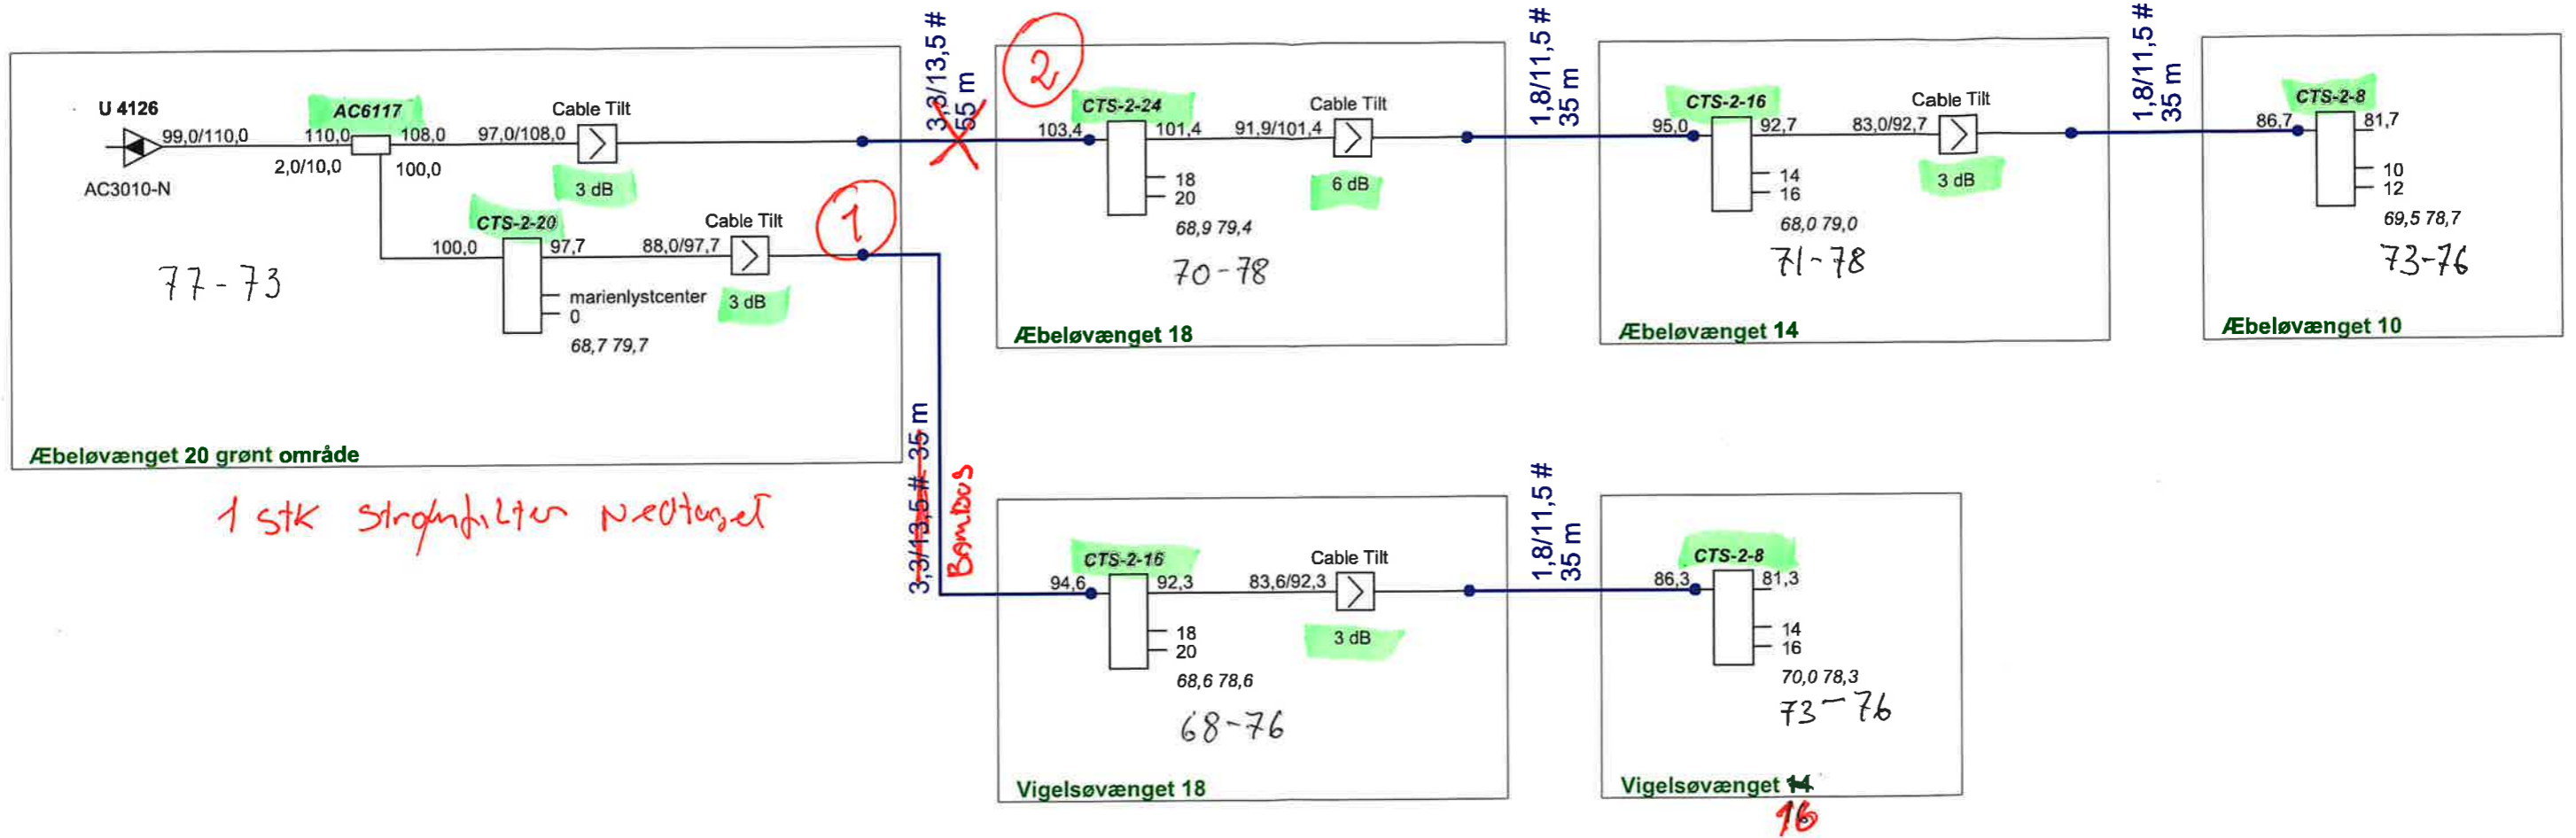 U 4126
99,0/110,0
AC3010-N
AC6117
110,0
108,0
2,0/10,0
100,0
Cable Tilt
97,0/108,0
3 dB
CTS-2-20
100,0
97,7
marienlystcenter
0
68,7 79,7
Cable Tilt
88,0/97,7
3 dB
1
77-73
Æbeløvænget 20 grønt område
1 stk strømfilter Nedtaget
3,3/13,5 #
55 m
2
CTS-2-24
103,4
101,4
18
20
68,9 79,4
70-78
Cable Tilt
91,9/101,4
6 dB
Æbeløvænget 18
1,8/11,5 #
35 m
CTS-2-16
95,0
92,7
14
16
68,0 79,0
71-78
Cable Tilt
83,0/92,7
3 dB
Æbeløvænget 14
1,8/11,5 #
35 m
CTS-2-8
86,7
81,7
10
12
69,5 78,7
73-76
Æbeløvænget 10
3,3/13,5 # 35 m
CTS-2-16
94,6
92,3
18
20
68,6 78,6
68-76
Cable Tilt
83,6/92,3
3 dB
Vigelsøvænget 18
1,8/11,5 #
35 m
CTS-2-8
86,3
81,3
14
16
70,0 78,3
73-76
Vigelsøvænget 14
16